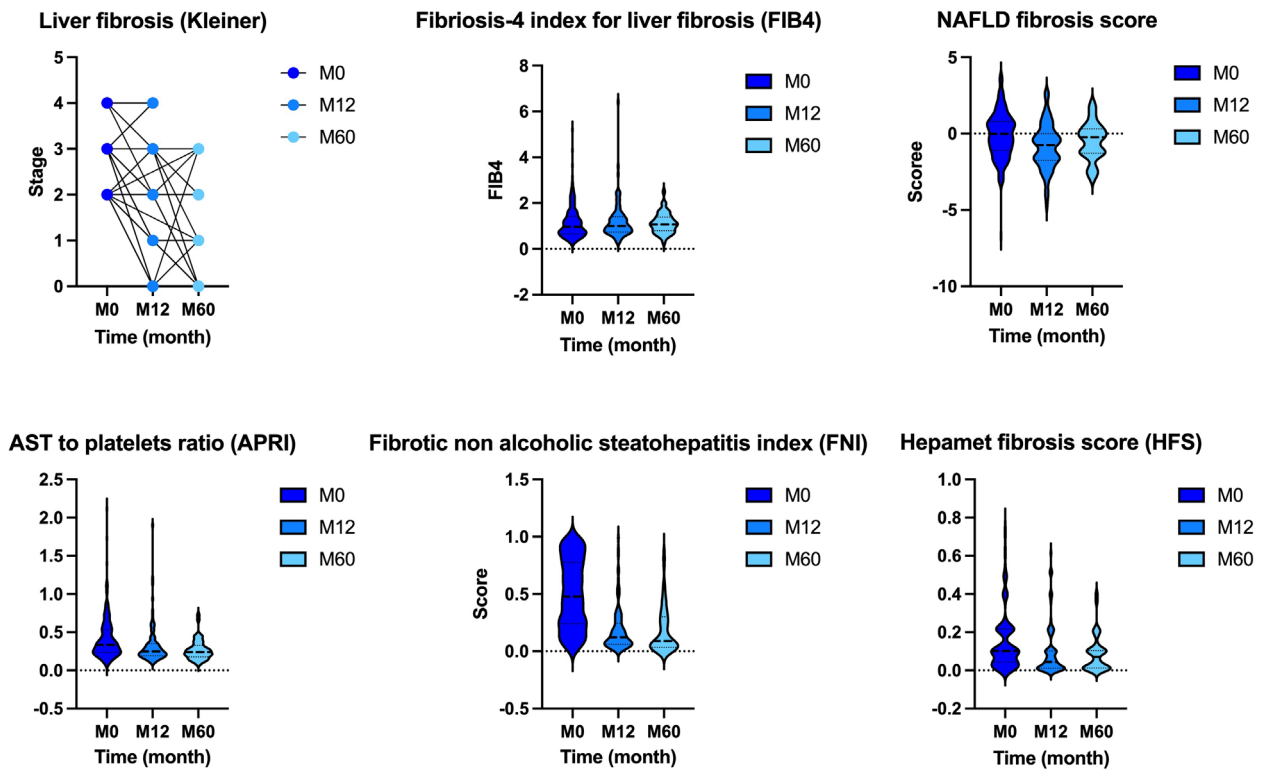 Liver fibrosis (Kleiner)
Stage
5
4
3
2
1
0
M0
M12
M60
Time (month)
M0
M12
M60
Fibriosis-4 index for liver fibrosis (FIB4)
FIB4
8
6
4
2
0
-2
M0
M12
M60
Time (month)
M0
M12
M60
NAFLD fibrosis score
Scoree
5
0
-5
-10
M0
M12
M60
Time (month)
M0
M12
M60
AST to platelets ratio (APRI)
2.5
2.0
1.5
1.0
0.5
0.0
-0.5
M0
M12
M60
Time (month)
M0
M12
M60
Fibrotic non alcoholic steatohepatitis index (FNI)
Score
1.5
1.0
0.5
0.0
-0.5
M0
M12
M60
Time (month)
M0
M12
M60
Hepamet fibrosis score (HFS)
1.0
0.8
0.6
0.4
0.2
0.0
-0.2
M0
M12
M60
Time (month)
M0
M12
M60